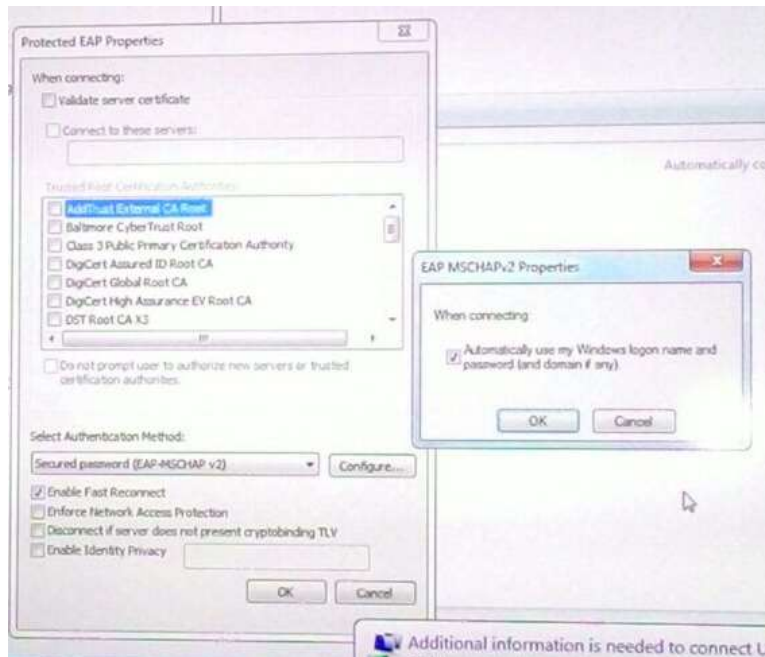 Protected EAP Properties
When connecting:
Validate server certificate
Connect to these servers:
Trusted Root Certification Authorities:
AddTrust External CA Root
Baltimore CyberTrust Root
Class 3 Public Primary Certification Authority
DigiCert Assured ID Root CA
DigiCert Global Root CA
DigiCert High Assurance EV Root CA
DST Root CA X3
Do not prompt user to authorize new servers or trusted
certification authorities.
Select Authentication Method:
Secured password (EAP-MSCHAP v2)
Configure...
Enable Fast Reconnect
Enforce Network Access Protection
Disconnect if server does not present cryptobinding TLV
Enable Identity Privacy
OK Cancel
Automatically co
EAP MSCHAPv2 Properties
When connecting:
Automatically use my Windows logon name and
password (and domain if any).
OK Cancel
Additional information is needed to connect U